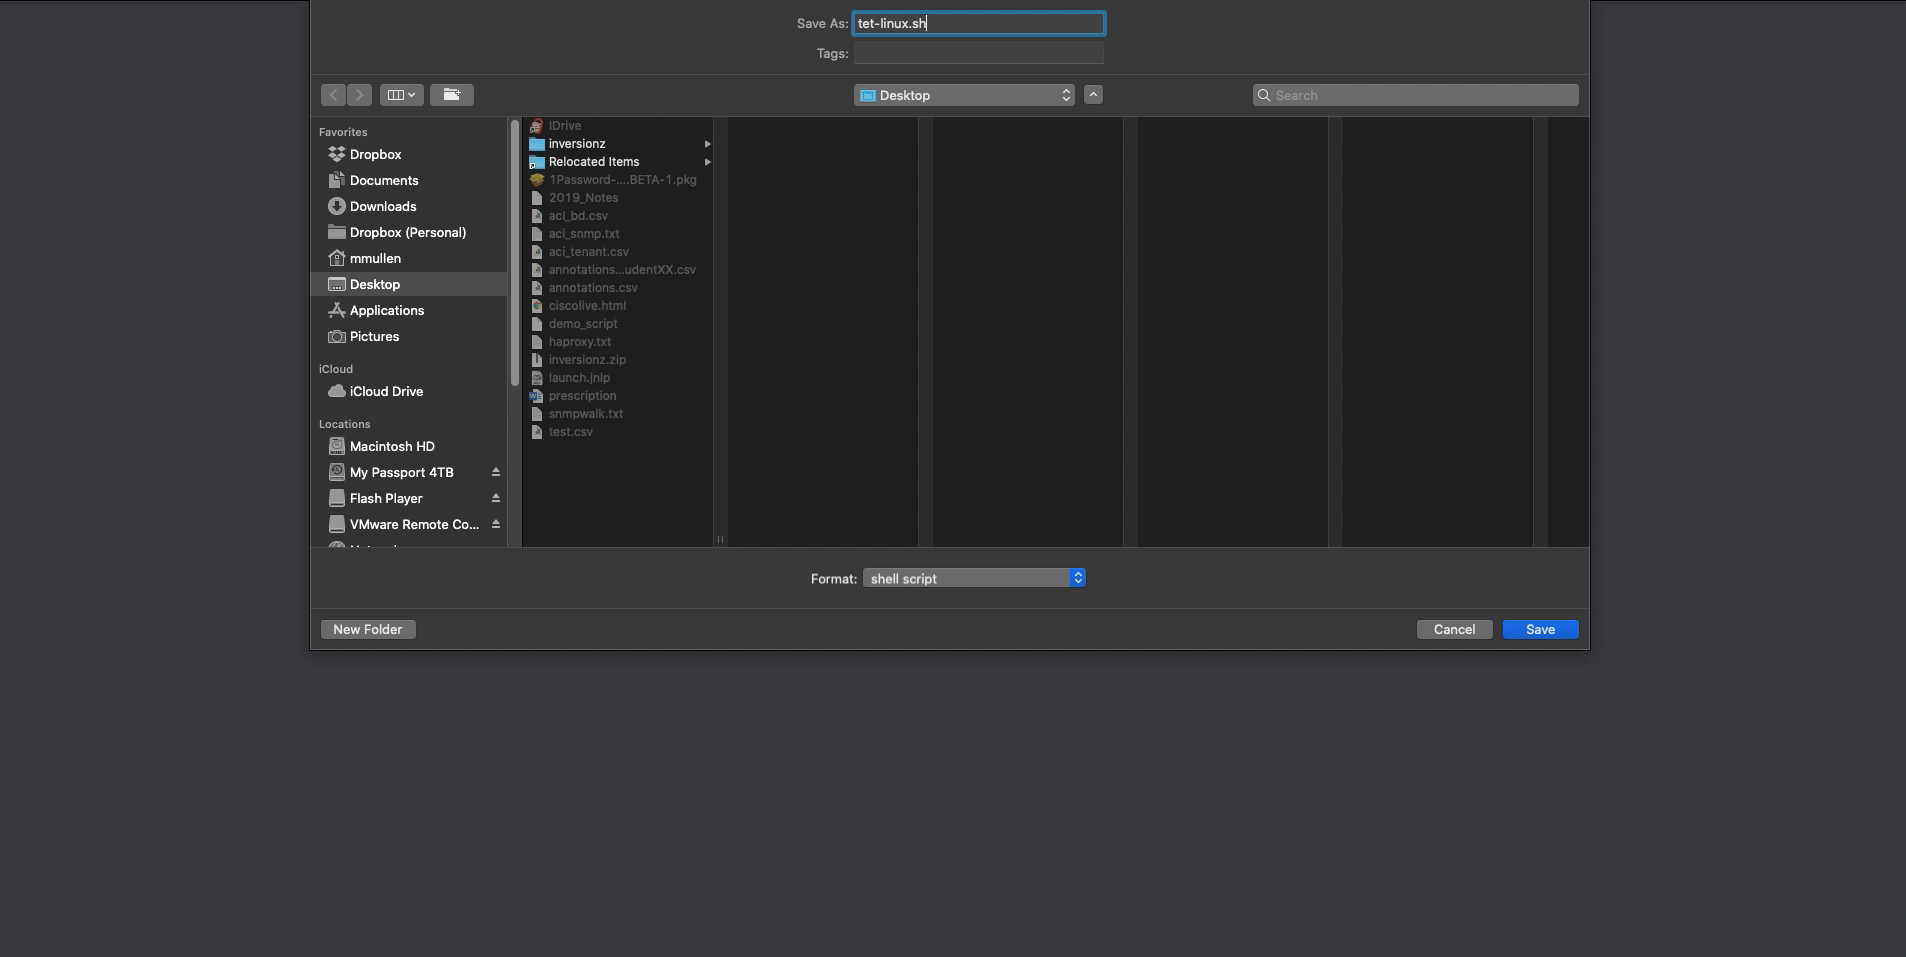 Save As: tet-linux.sh
Tags:
Desktop
Search
Favorites
Dropbox
Documents
Downloads
Dropbox (Personal)
mmullen
Desktop
Applications
Pictures
iCloud
iCloud Drive
Locations
Macintosh HD
My Passport 4TB
Flash Player
VMware Remote Co...
IDrive
inversionz
Relocated Items
1Password-....BETA-1.pkg
2019_Notes
acl_bd.csv
aci_snmp.txt
aci_tenant.csv
annotations...udentXX.csv
annotations.csv
ciscolive.html
demo_script
haproxy.txt
inversionz.zip
launch.jnlp
prescription
snmpwalk.txt
test.csv
Format: shell script
New Folder
Cancel
Save